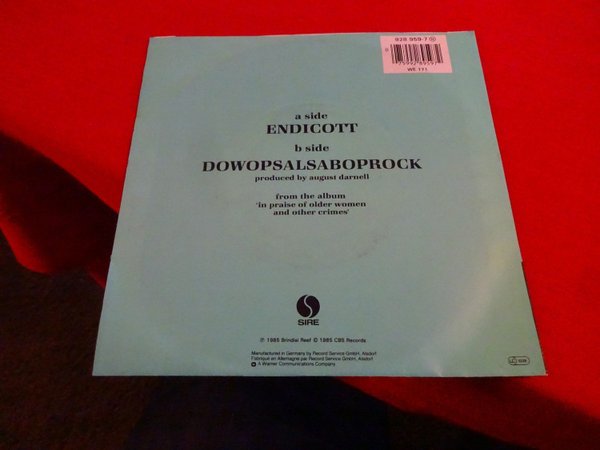 928 959-7
WE 171
a side
ENDICOTT
b side
DOWOPSALSABOPROCK
produced by august darnell
from the album
'in praise of older women
and other crimes'
SIRE
℗ 1985 Brindisi Reef © 1985 CBS Records
Manufactured in Germany by Record Service GmbH, Alsdorf
Fabriqué en Allemagne par Record Service GmbH, Alsdorf.
A Warner Communications Company